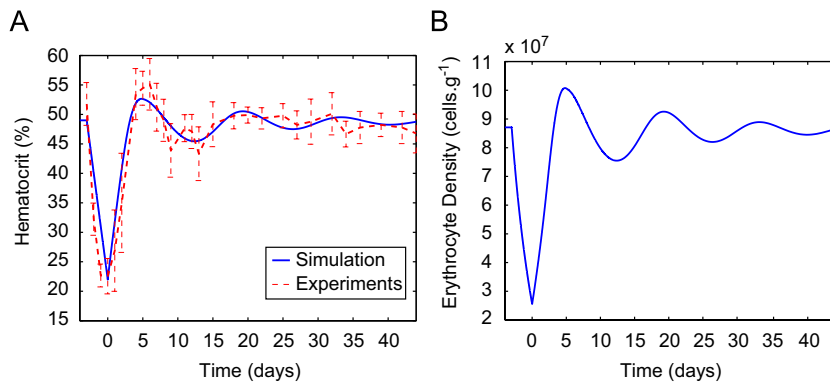 A
60
55
50
45
40
35
30
25
20
15
Hematocrit (%)
Simulation
Experiments
0 5 10 15 20 25 30 35 40
Time (days)
B
x 10⁷
11
10
9
8
7
6
5
4
3
2
Erythrocyte Density (cells.g⁻¹)
0 5 10 15 20 25 30 35 40
Time (days)